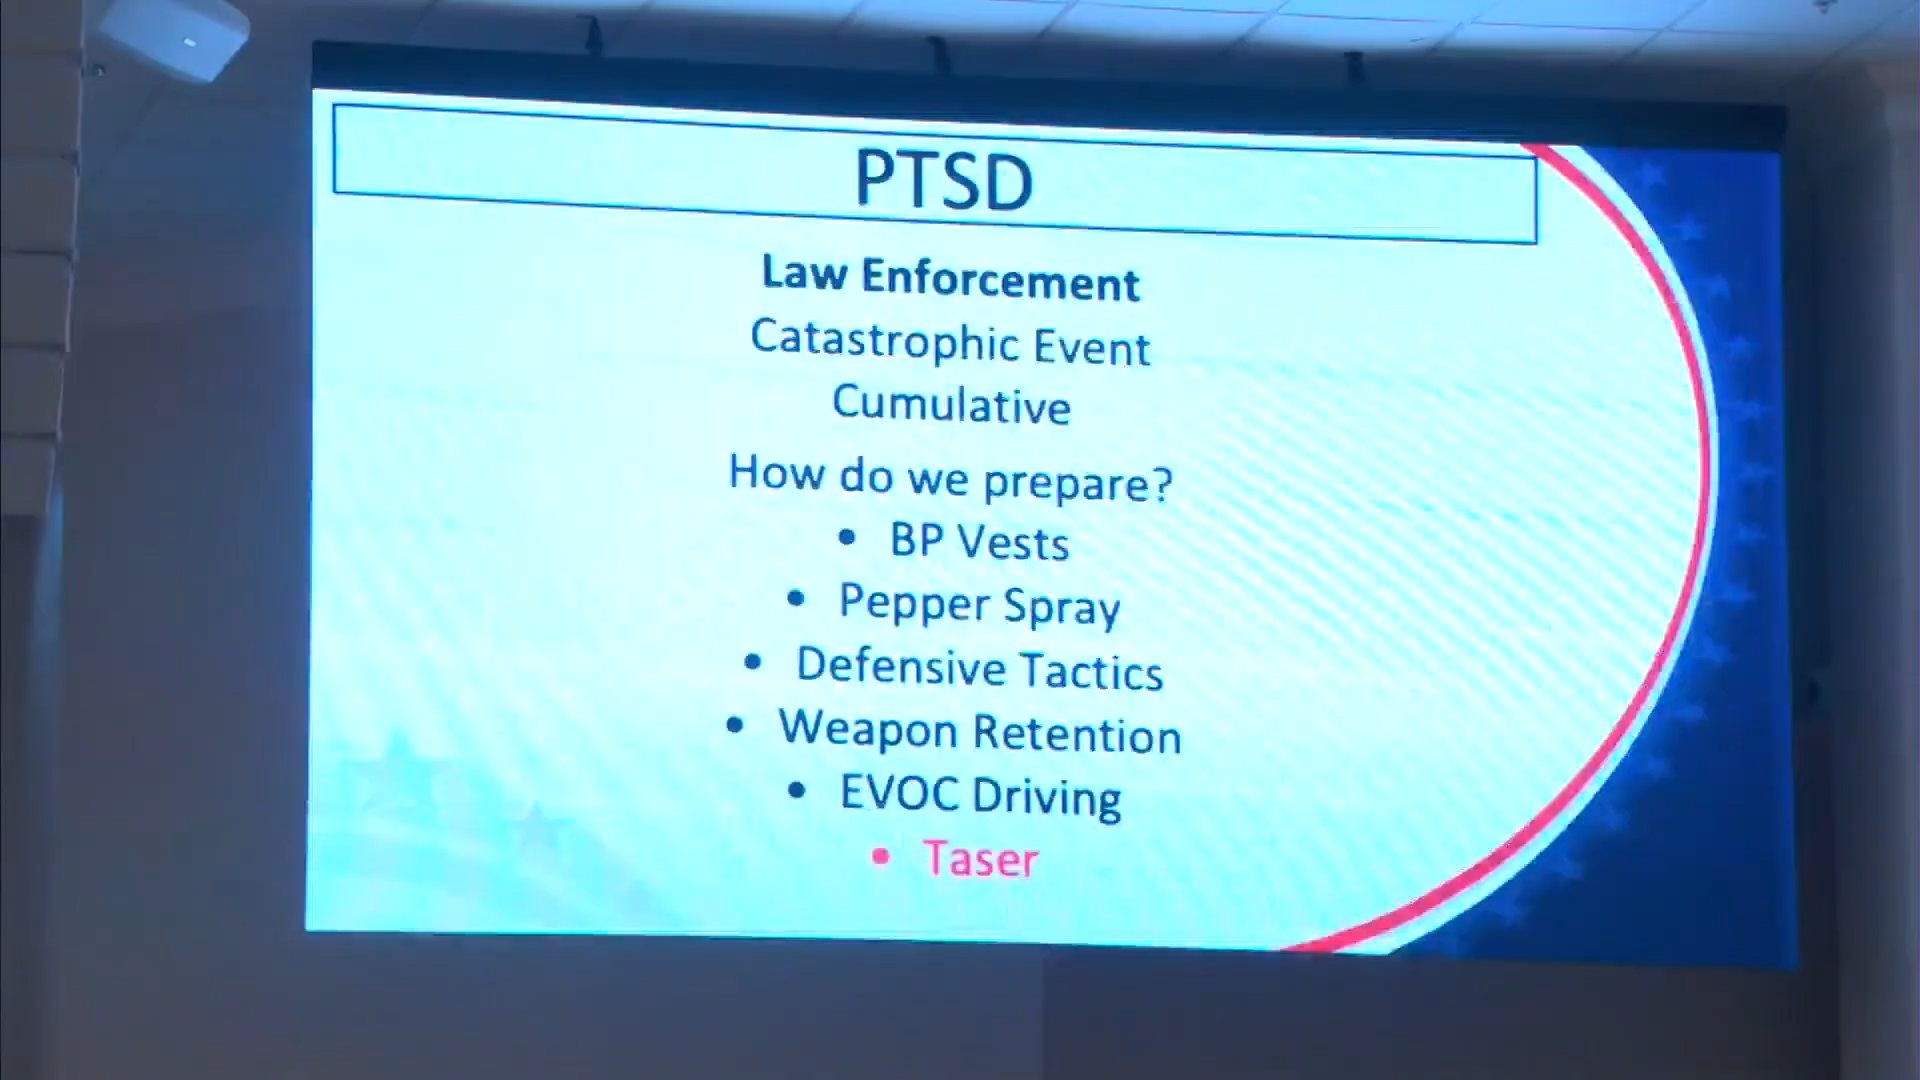 PTSD
Law Enforcement
Catastrophic Event
Cumulative
How do we prepare?
• BP Vests
• Pepper Spray
• Defensive Tactics
• Weapon Retention
• EVOC Driving
• Taser